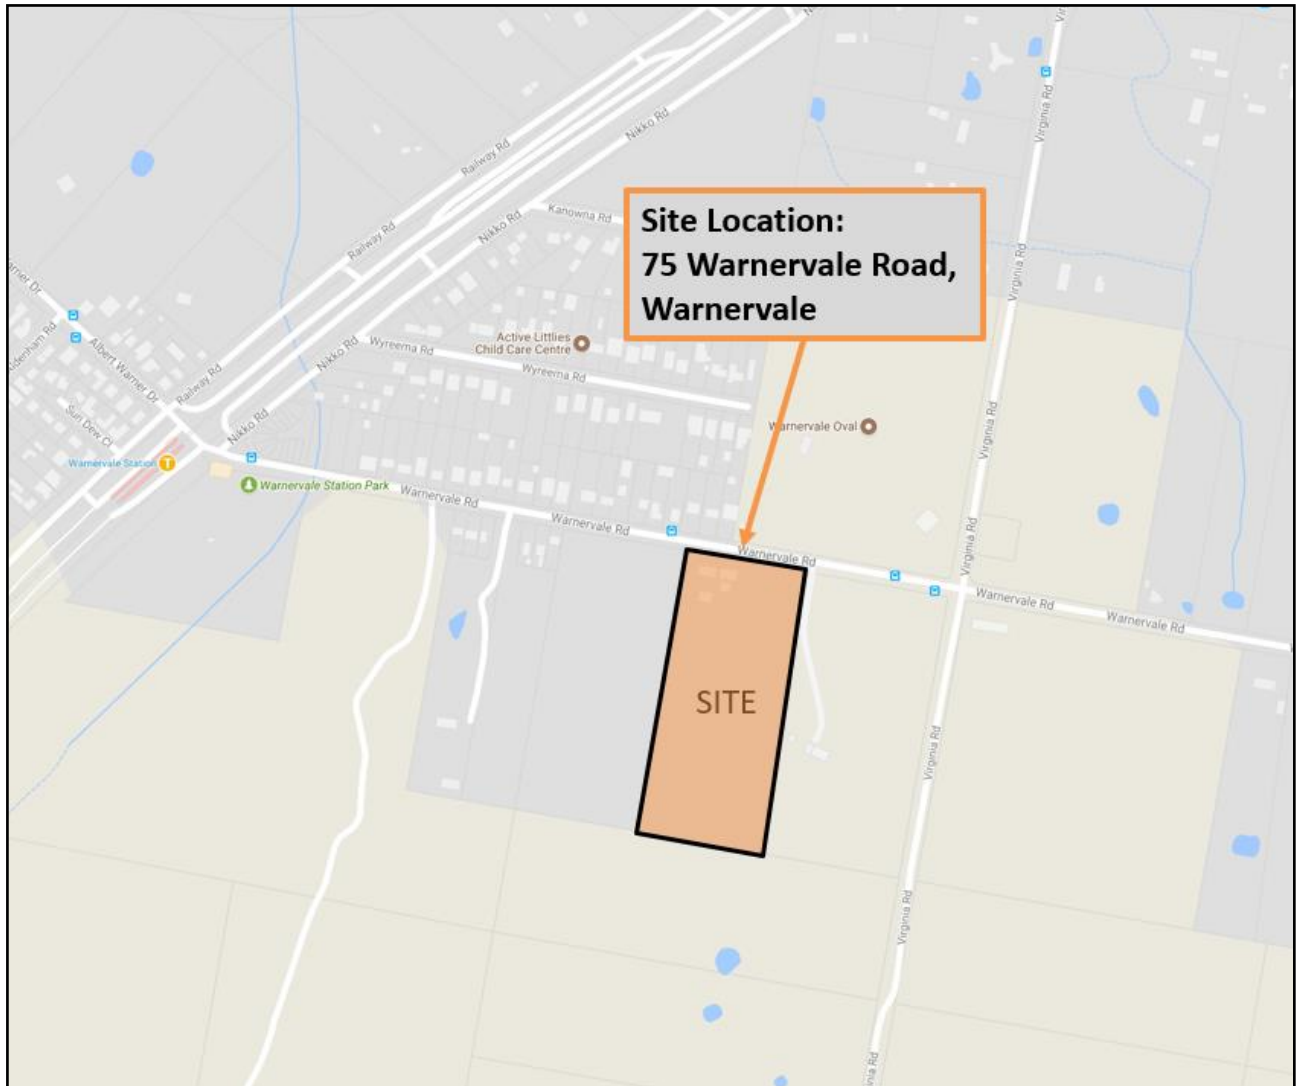 Virginia Rd
Nikko Rd
Railway Rd
Kanowna Rd
Nikko Rd
Railway Rd
Site Location:
75 Warnervale Road,
Warnervale
Virginia Rd
Albert Warner Dr
Nikko Rd
Wyreema Rd
Active Littlies
Child Care Centre
Wyreema Rd
Railway Rd
Sun Dew Cl
Nikko Rd
Warnervale Oval
Virginia Rd
Warnervale Station
T
Warnervale Station Park
Warnervale Rd
Warnervale Rd
Warnervale Rd
Virginia Rd
Warnervale Rd
Warnervale Rd
SITE
Virginia Rd
Virginia Rd